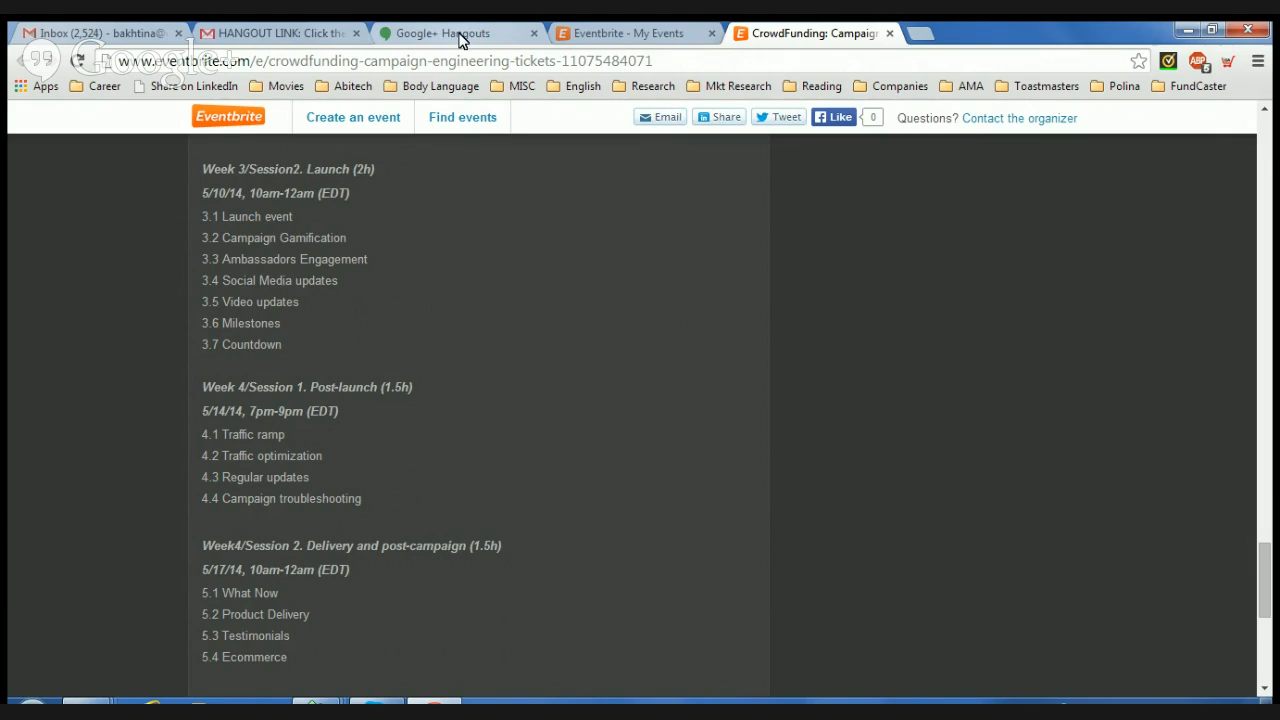 Inbox (2,524) - bakhtina@
HANGOUT LINK: Click the
Google+ Hangouts
Eventbrite - My Events
CrowdFunding: Campaign
Google+
www.eventbrite.com/e/crowdfunding-campaign-engineering-tickets-11075484071
ABP
5
Apps
Career
Share on LinkedIn
Movies
Abitech
Body Language
MISC
English
Research
Mkt Research
Reading
Companies
AMA
Toastmasters
Polina
FundCaster
Eventbrite
Create an event
Find events
Email
Share
Tweet
Like
0
Questions? Contact the organizer
Week 3/Session2. Launch (2h)
5/10/14, 10am-12am (EDT)
3.1 Launch event
3.2 Campaign Gamification
3.3 Ambassadors Engagement
3.4 Social Media updates
3.5 Video updates
3.6 Milestones
3.7 Countdown
Week 4/Session 1. Post-launch (1.5h)
5/14/14, 7pm-9pm (EDT)
4.1 Traffic ramp
4.2 Traffic optimization
4.3 Regular updates
4.4 Campaign troubleshooting
Week4/Session 2. Delivery and post-campaign (1.5h)
5/17/14, 10am-12am (EDT)
5.1 What Now
5.2 Product Delivery
5.3 Testimonials
5.4 Ecommerce